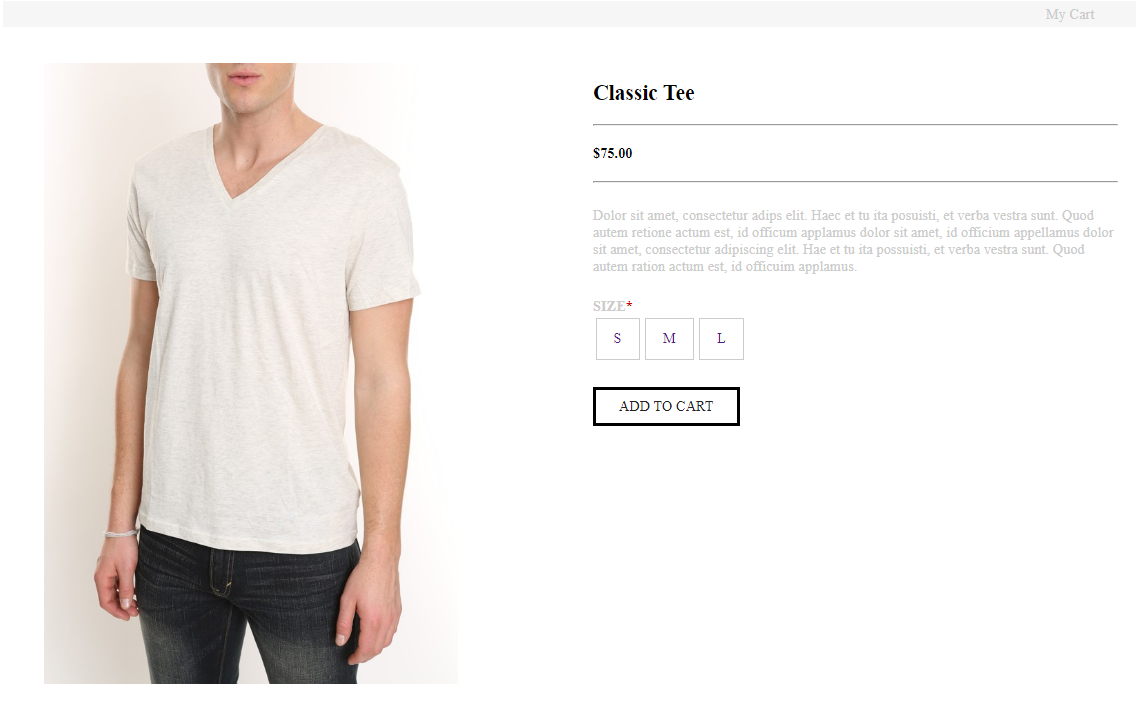 My Cart
Classic Tee
$75.00
Dolor sit amet, consectetur adips elit. Haec et tu ita posuisti, et verba vestra sunt. Quod
autem retione actum est, id officum applamus dolor sit amet, id officium appellamus dolor
sit amet, consectetur adipiscing elit. Hae et tu ita possuisti, et verba vestra sunt. Quod
autem ration actum est, id officuim applamus.
SIZE*
S M L
ADD TO CART